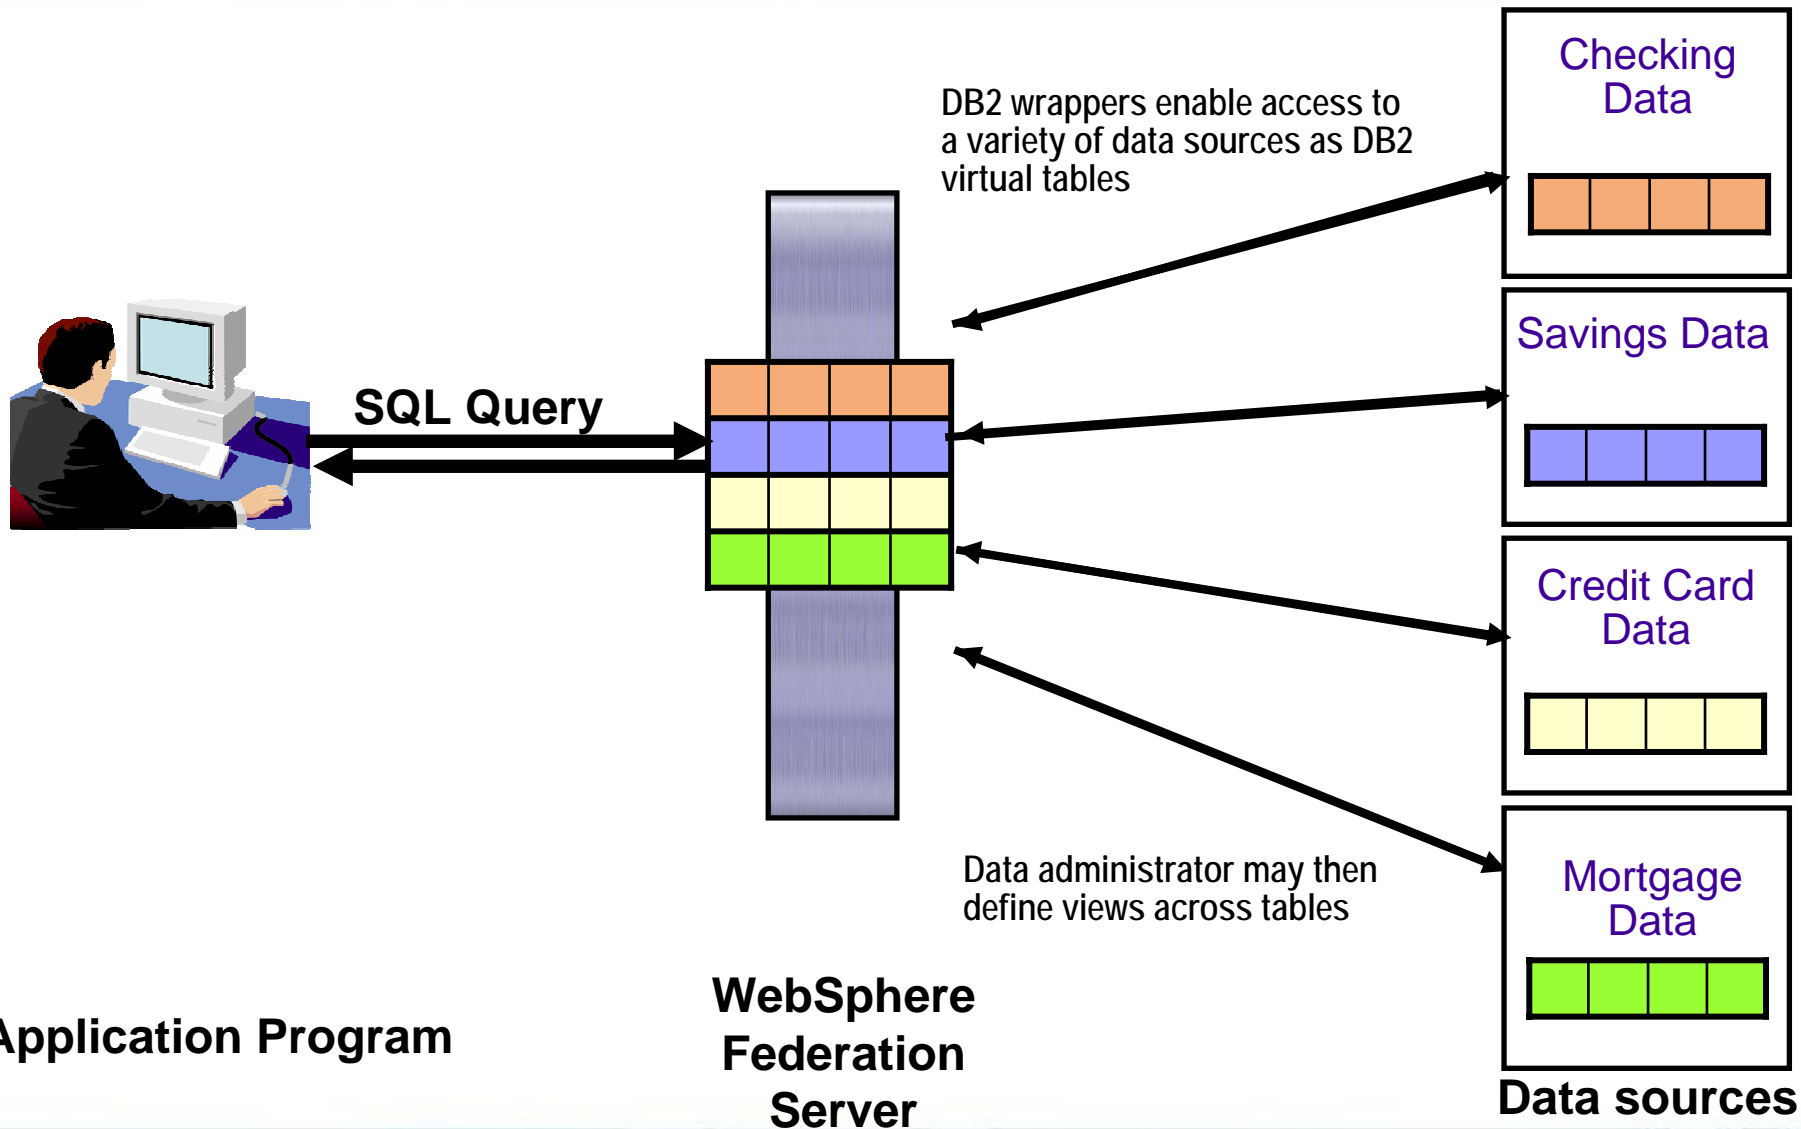 Checking
Data
DB2 wrappers enable access to
a variety of data sources as DB2
virtual tables
Savings Data
SQL Query
Credit Card
Data
Data administrator may then
define views across tables
Mortgage
Data
Application Program
WebSphere
Federation
Server
Data sources